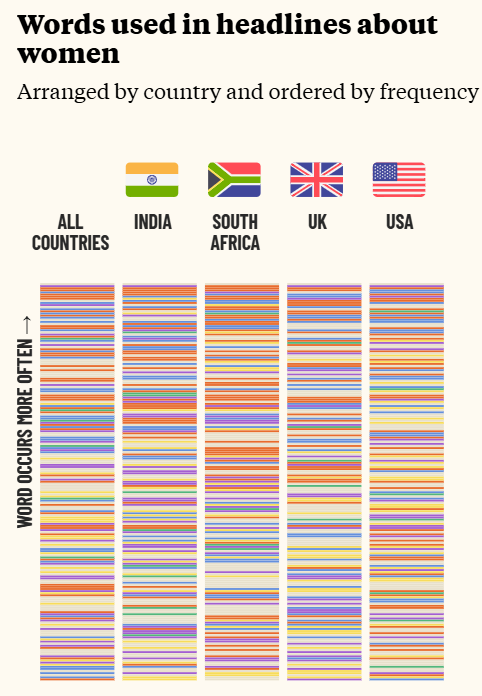 Words used in headlines about
women
Arranged by country and ordered by frequency
ALL
COUNTRIES
INDIA
SOUTH
AFRICA
UK
USA
WORD OCCURS MORE OFTEN →